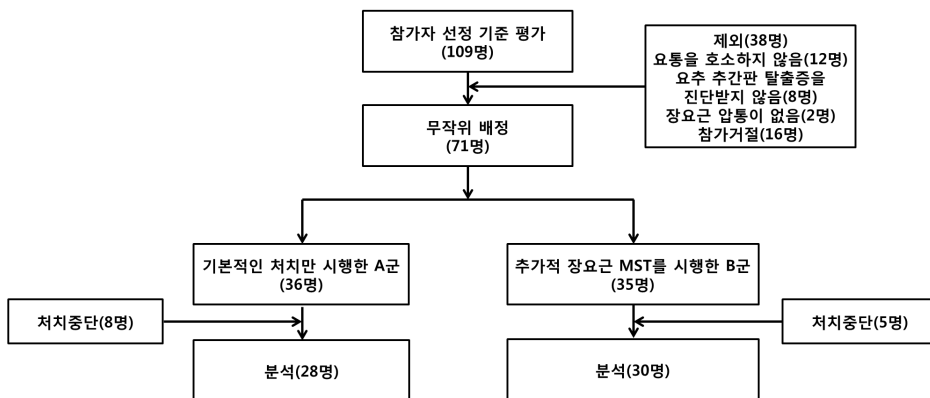 참가자 선정 기준 평가
(109명)
제외(38명)
요통을 호소하지 않음(12명)
요추 추간판 탈출증을
진단받지 않음(8명)
장요근 압통이 없음(2명)
참가거절(16명)
무작위 배정
(71명)
기본적인 처치만 시행한 A군
(36명)
추가적 장요근 MST를 시행한 B군
(35명)
처치중단(8명)
처치중단(5명)
분석(28명)
분석(30명)